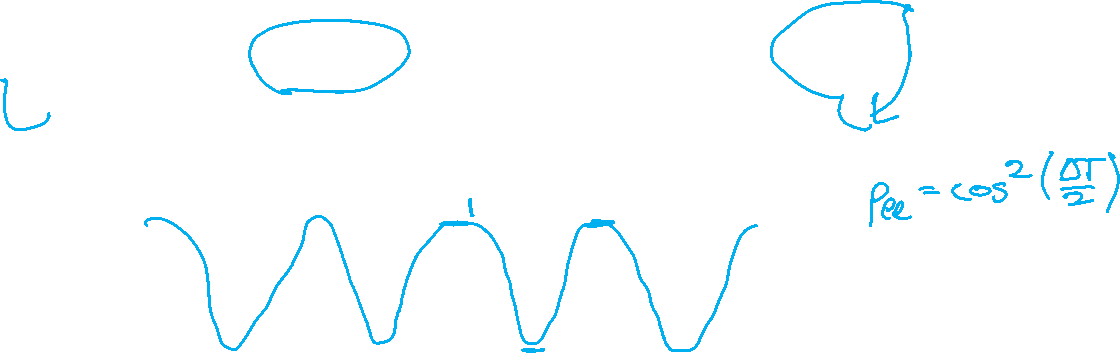 ρee = cos² (ΔT/2)